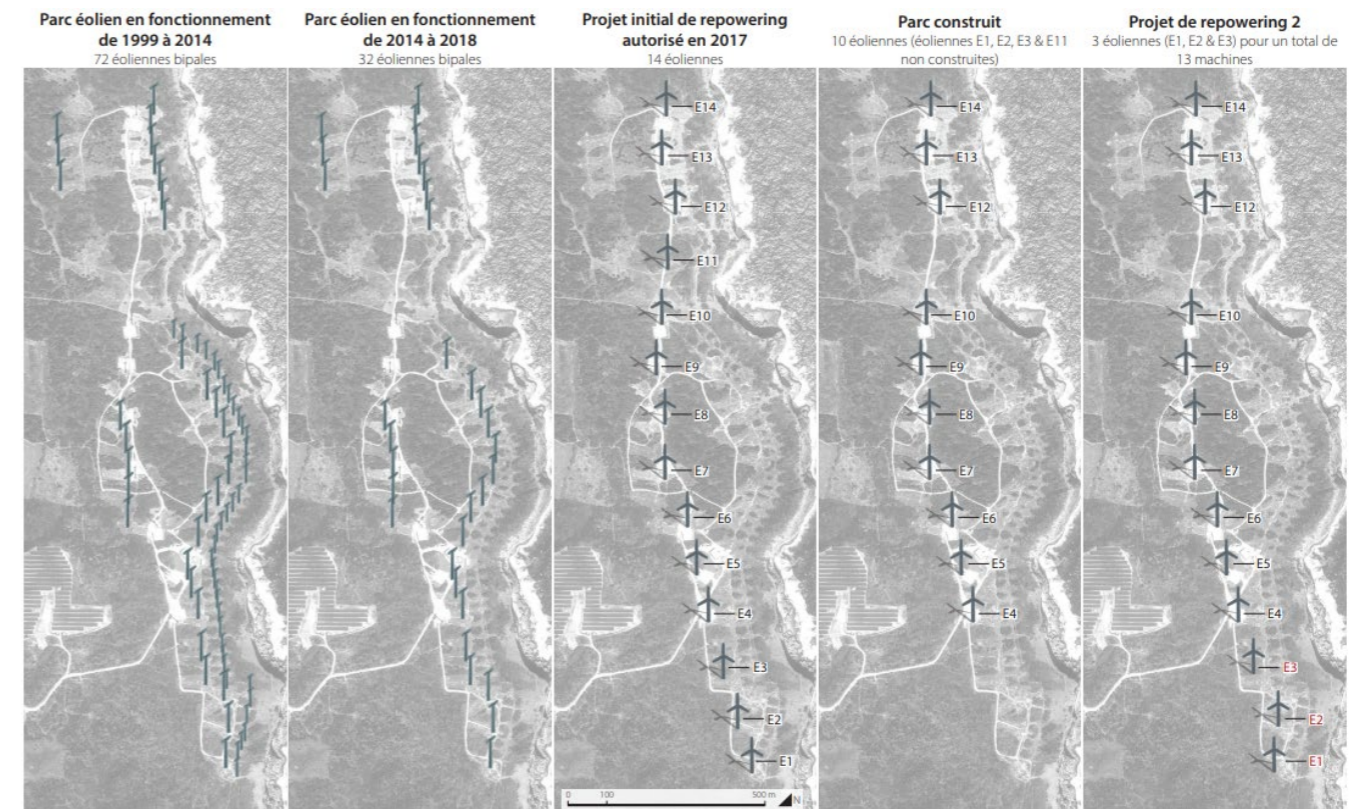 Parc éolien en fonctionnement
de 1999 à 2014
72 éoliennes bipales
Parc éolien en fonctionnement
de 2014 à 2018
32 éoliennes bipales
Projet initial de repowering
autorisé en 2017
14 éoliennes
Parc construit
10 éoliennes (éoliennes E1, E2, E3 & E11
non construites)
Projet de repowering 2
3 éoliennes (E1, E2 & E3) pour un total de
13 machines
E14
E13
E12
E11
E10
E9
E8
E7
E6
E5
E4
E3
E2
E1
0 100 500 m N
E14
E13
E12
E10
E9
E8
E7
E6
E5
E4
E14
E13
E12
E10
E9
E8
E7
E6
E5
E4
E3
E2
E1